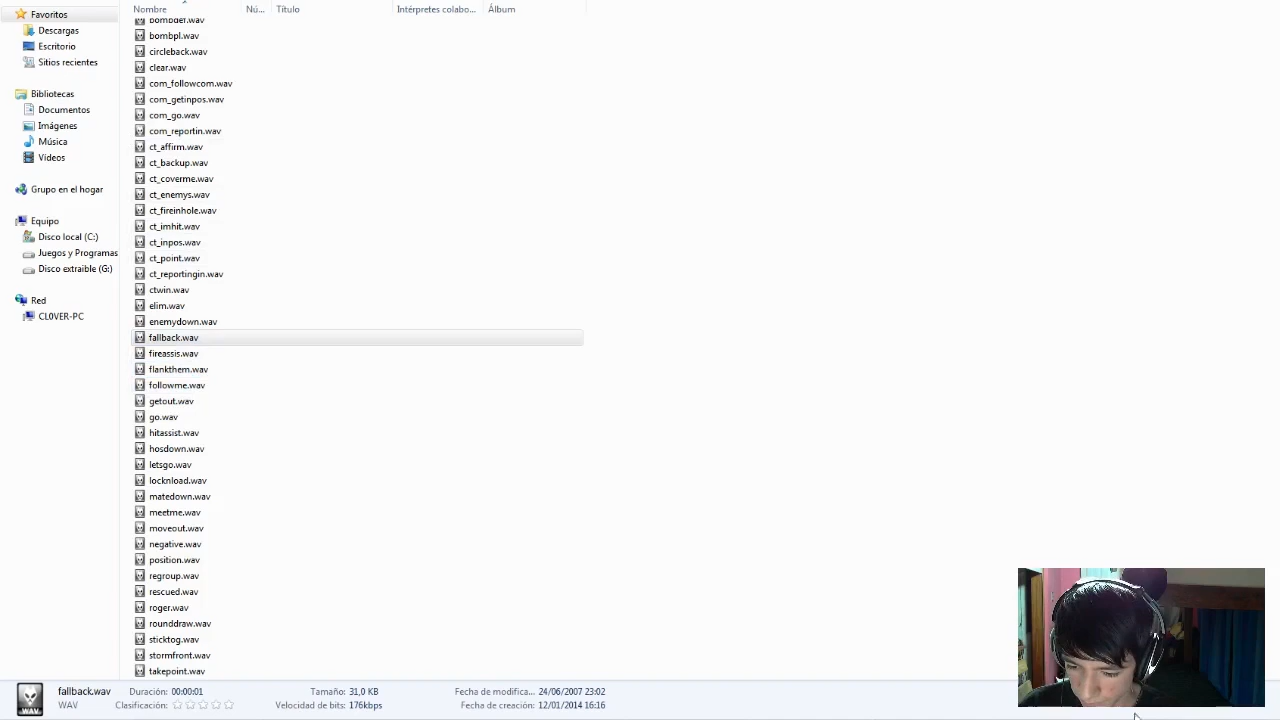 Favoritos
Descargas
Escritorio
Sitios recientes
Bibliotecas
Documentos
Imágenes
Música
Vídeos
Grupo en el hogar
Equipo
Disco local (C:)
Juegos y Programas
Disco extraíble (G:)
Red
CL0VER-PC
Nombre Nú... Título Intérpretes colabo... Álbum
bombdef.wav
bombpl.wav
circleback.wav
clear.wav
com_followcom.wav
com_getinpos.wav
com_go.wav
com_reportin.wav
ct_affirm.wav
ct_backup.wav
ct_coverme.wav
ct_enemys.wav
ct_fireinhole.wav
ct_imhit.wav
ct_inpos.wav
ct_point.wav
ct_reportingin.wav
ctwin.wav
elim.wav
enemydown.wav
fallback.wav
fireassis.wav
flankthem.wav
followme.wav
getout.wav
go.wav
hitassist.wav
hosdown.wav
letsgo.wav
locknload.wav
matedown.wav
meetme.wav
moveout.wav
negative.wav
position.wav
regroup.wav
rescued.wav
roger.wav
rounddraw.wav
sticktog.wav
stormfront.wav
takepoint.wav
fallback.wav Duración: 00:00:01 Tamaño: 31,0 KB Fecha de modifica... 24/06/2007 23:02
WAV Clasificación: Velocidad de bits: 176kbps Fecha de creación: 12/01/2014 16:16
WAV